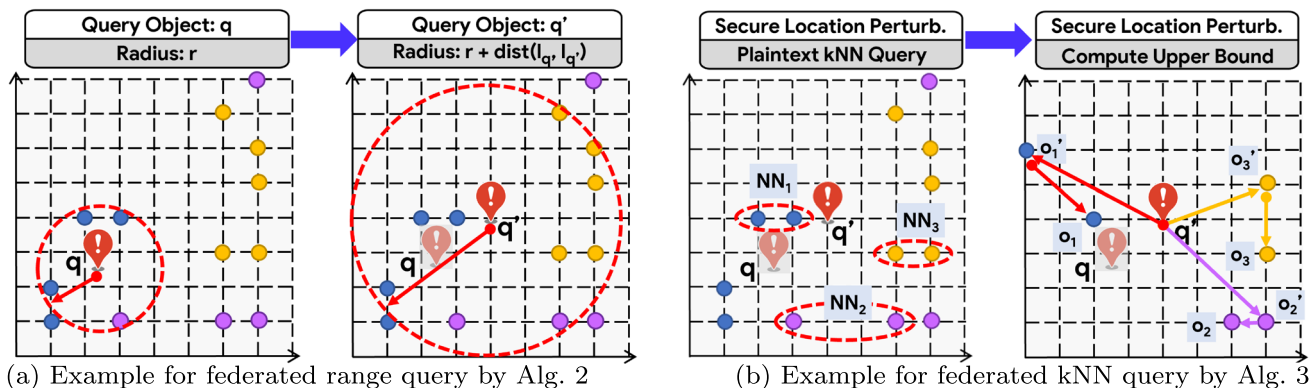 Query Object: q
Radius: r
Query Object: q'
Radius: r + dist(lq, lq')
Secure Location Perturb.
Plaintext kNN Query
Secure Location Perturb.
Compute Upper Bound
q
q'
q
NN1
q'
q
NN3
NN2
o1'
o3'
o1
q'
q
o3
o2
o2'
(a) Example for federated range query by Alg. 2
(b) Example for federated kNN query by Alg. 3